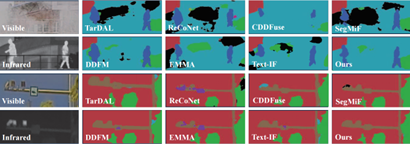 Visible TarDAL ReCoNet CDDFuse SegMiF
Infrared DDFM EMMA Text-IF Ours
Visible TarDAL ReCoNet CDDFuse SegMiF
Infrared DDFM EMMA Text-IF Ours